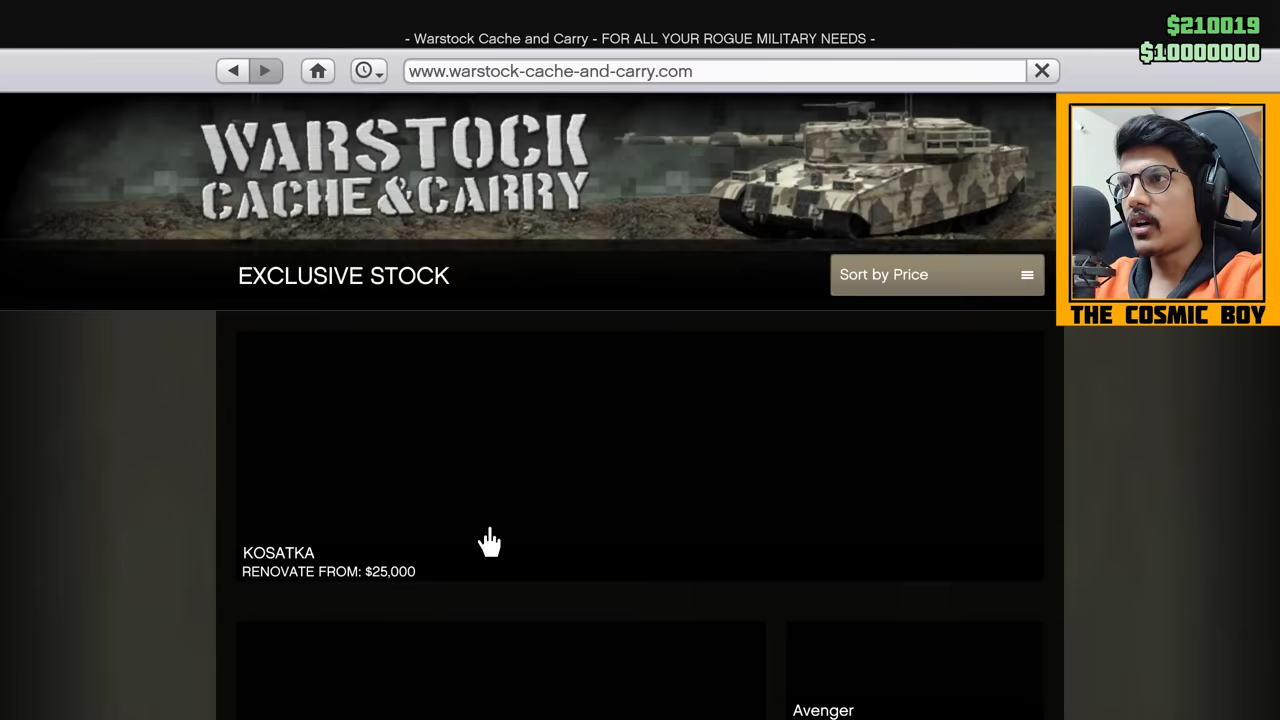 $210019
- Warstock Cache and Carry - FOR ALL YOUR ROGUE MILITARY NEEDS -
$10000000
www.warstock-cache-and-carry.com
WARSTOCK
CACHE & CARRY
EXCLUSIVE STOCK
Sort by Price
THE COSMIC BOY
KOSATKA
RENOVATE FROM: $25,000
Avenger